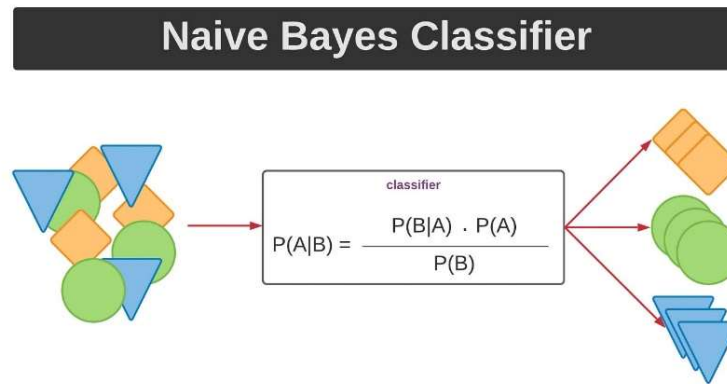 Naive Bayes Classifier
classifier
P(A|B) = P(B|A) . P(A)
P(B)